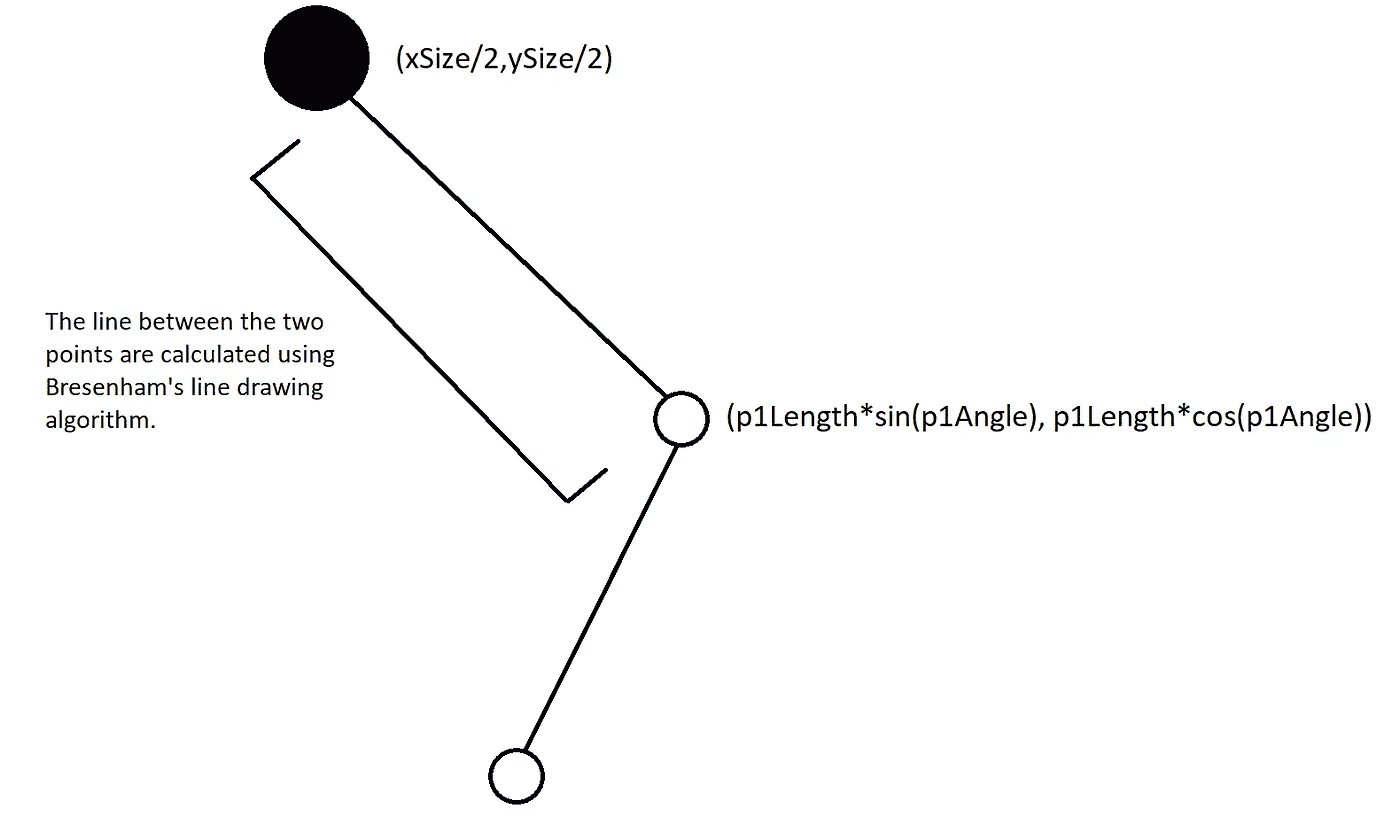 (xSize/2,ySize/2)
The line between the two
points are calculated using
Bresenham's line drawing
algorithm.
(p1Length*sin(p1Angle), p1Length*cos(p1Angle))